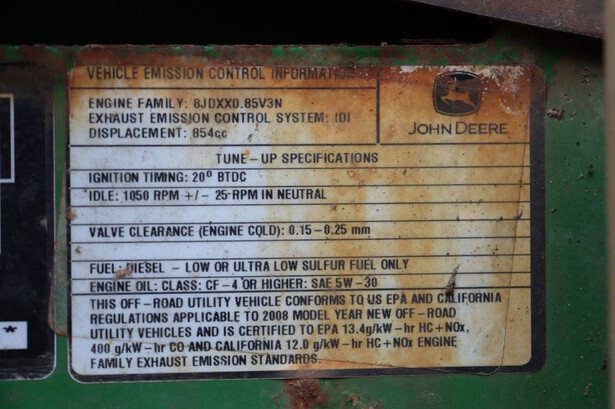 VEHICLE EMISSION CONTROL INFORMATION
ENGINE FAMILY: 8JDXX0.85V3N
EXHAUST EMISSION CONTROL SYSTEM: IDI
DISPLACEMENT: 854cc
JOHN DEERE
TUNE-UP SPECIFICATIONS
IGNITION TIMING: 20° BTDC
IDLE: 1050 RPM +/- 25 RPM IN NEUTRAL
VALVE CLEARANCE (ENGINE COLD): 0.15-0.25 mm
FUEL: DIESEL - LOW OR ULTRA LOW SULFUR FUEL ONLY
ENGINE OIL: CLASS: CF-4 OR HIGHER: SAE 5W-30
THIS OFF-ROAD UTILITY VEHICLE CONFORMS TO US EPA AND CALIFORNIA
REGULATIONS APPLICABLE TO 2008 MODEL YEAR NEW OFF-ROAD
UTILITY VEHICLES AND IS CERTIFIED TO EPA 13.4g/kW-hr HC+NOx,
400 g/kW-hr CO AND CALIFORNIA 12.0 g/kW-hr HC+NOx ENGINE
FAMILY EXHAUST EMISSION STANDARDS.
*